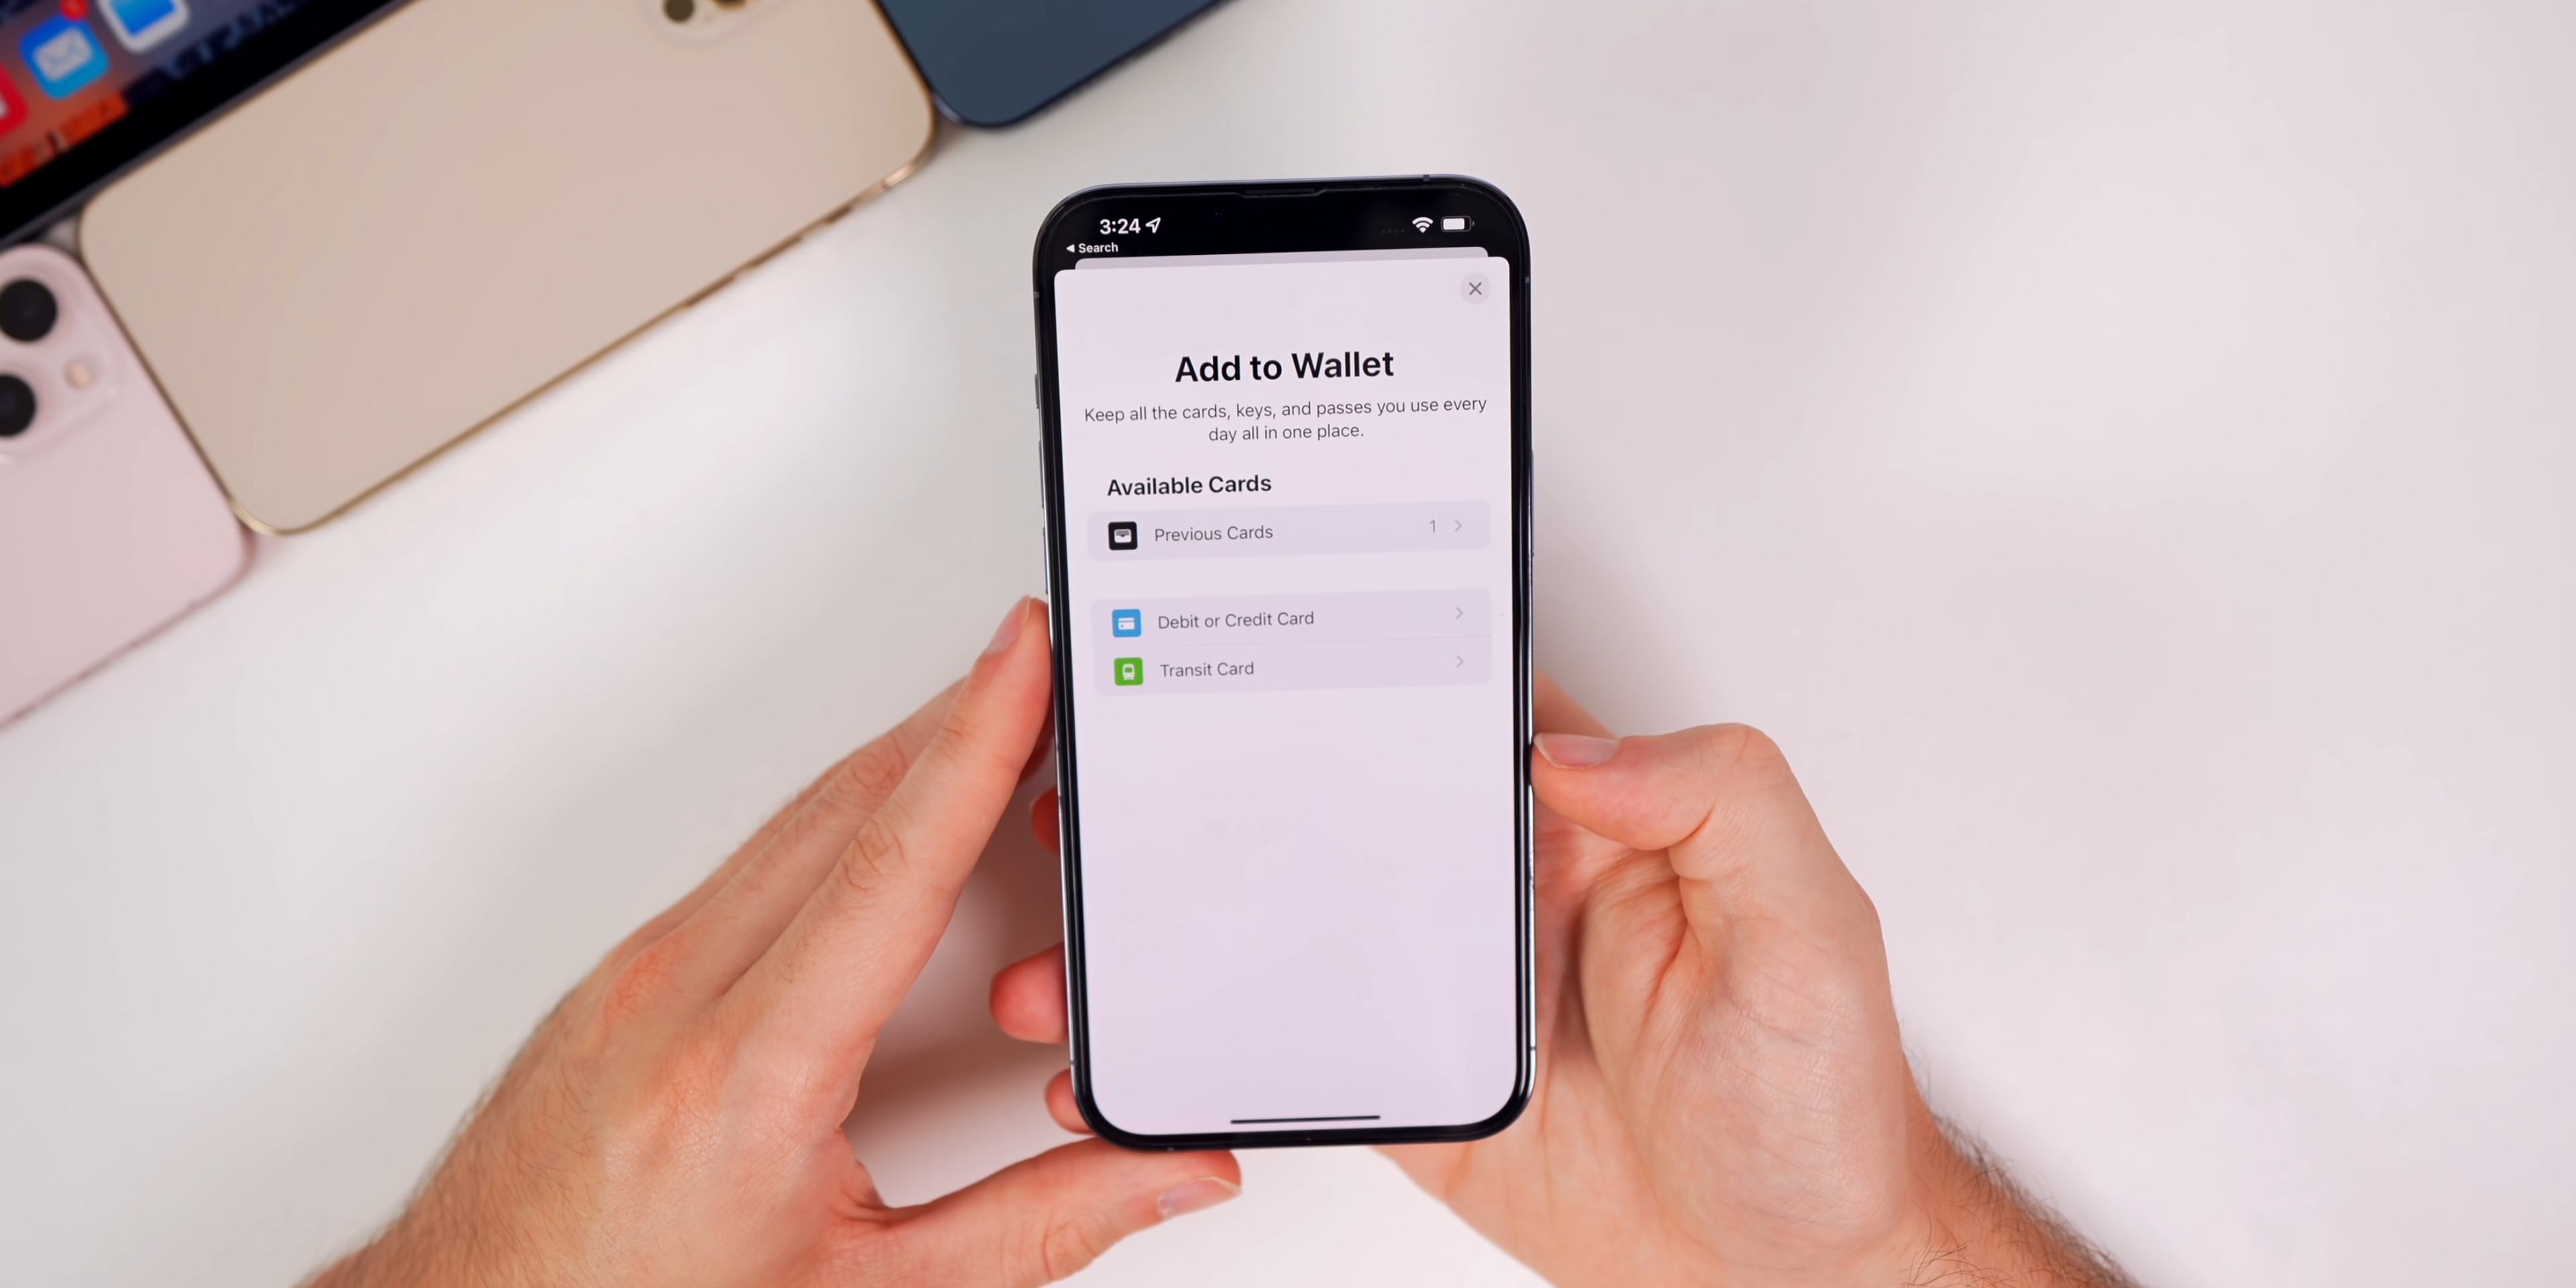 3:24
Search
Add to Wallet
Keep all the cards, keys, and passes you use every
day all in one place.
Available Cards
Previous Cards 1
Debit or Credit Card
Transit Card